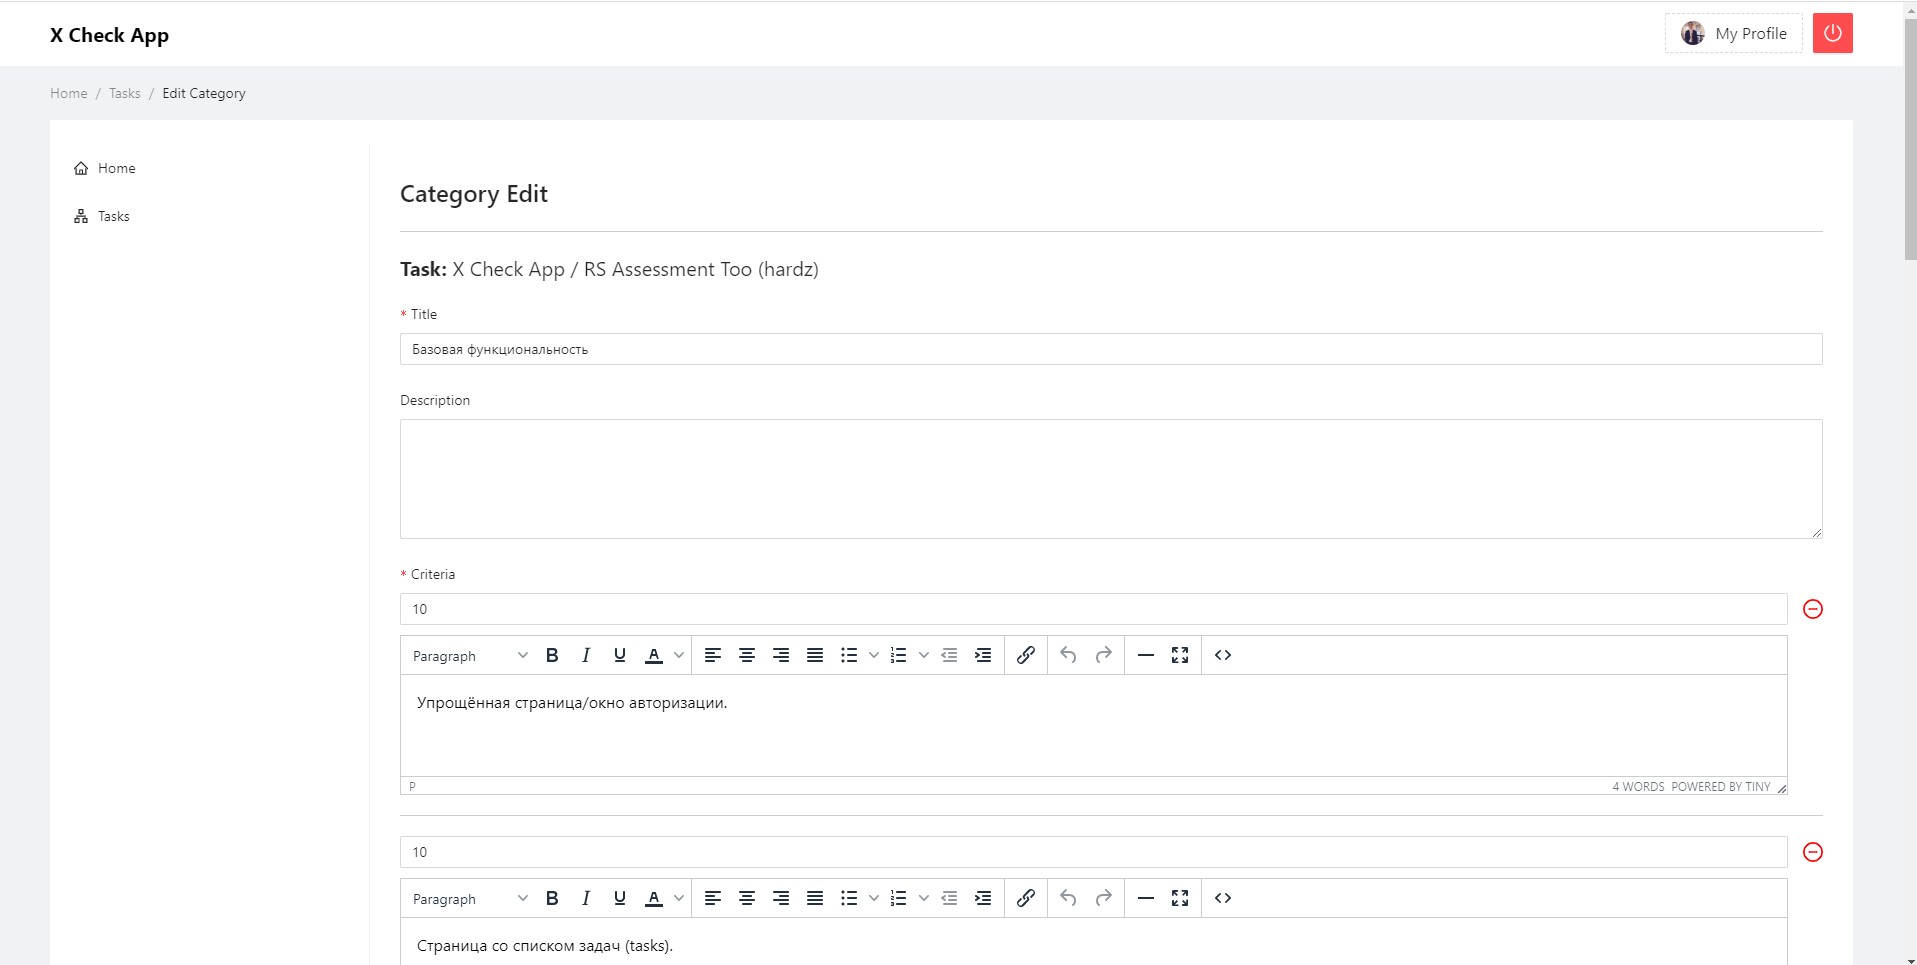 X Check App
My Profile
Home / Tasks / Edit Category
Home
Tasks
Category Edit
Task: X Check App / RS Assessment Too (hardz)
* Title
Базовая функциональность
Description
* Criteria
10
Paragraph
Упрощённая страница/окно авторизации.
P
4 WORDS POWERED BY TINY
10
Paragraph
Страница со списком задач (tasks).